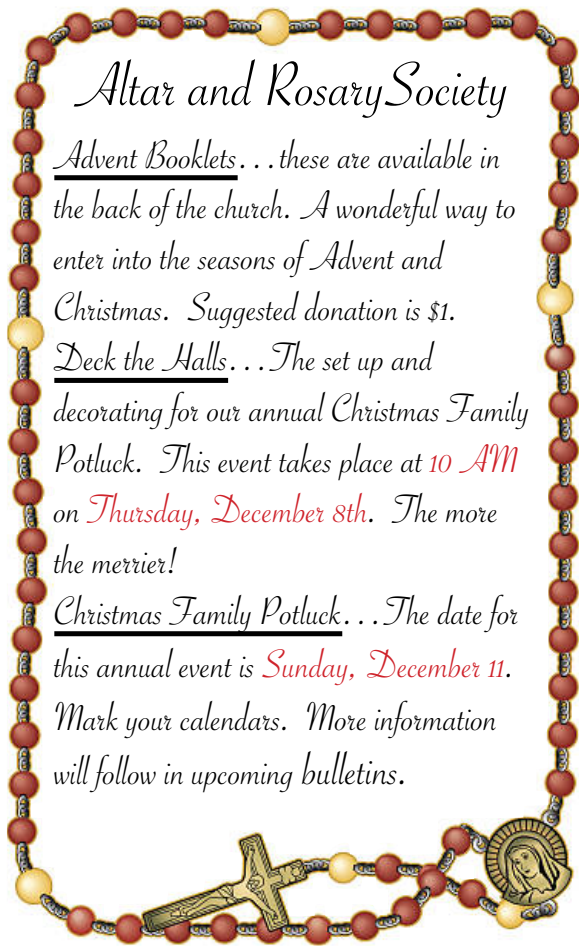 Altar and Rosary Society
Advent Booklets...these are available in
the back of the church. A wonderful way to
enter into the seasons of Advent and
Christmas. Suggested donation is $1.
Deck the Halls...The set up and
decorating for our annual Christmas Family
Potluck. This event takes place at 10 AM
on Thursday, December 8th. The more
the merrier!
Christmas Family Potluck...The date for
this annual event is Sunday, December 11.
Mark your calendars. More information
will follow in upcoming bulletins.